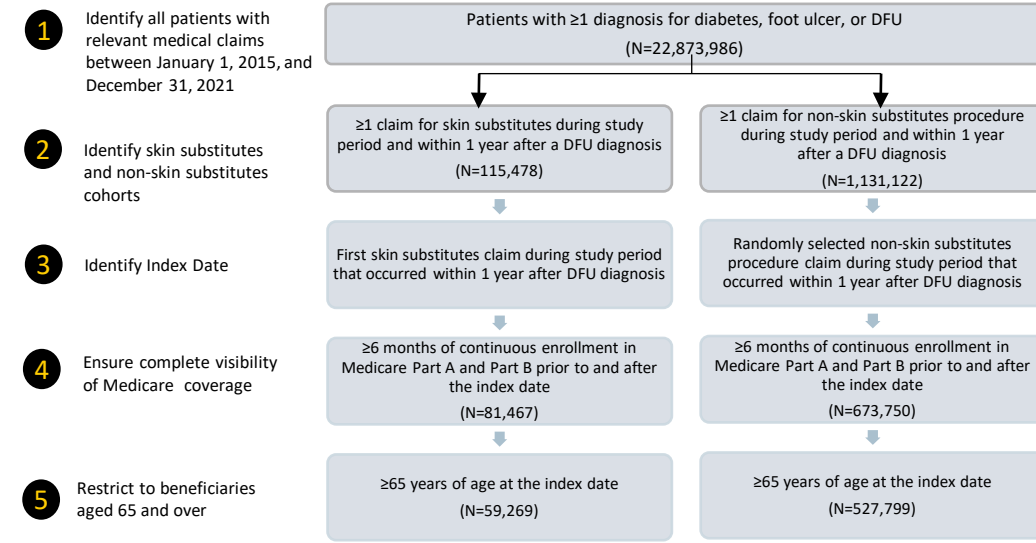 1
Identify all patients with
relevant medical claims
between January 1, 2015, and
December 31, 2021
Patients with ≥1 diagnosis for diabetes, foot ulcer, or DFU
(N=22,873,986)
2
Identify skin substitutes
and non-skin substitutes
cohorts
≥1 claim for skin substitutes during study
period and within 1 year after a DFU diagnosis
(N=115,478)
≥1 claim for non-skin substitutes procedure
during study period and within 1 year
after a DFU diagnosis
(N=1,131,122)
3
Identify Index Date
First skin substitutes claim during study period
that occurred within 1 year after DFU diagnosis
Randomly selected non-skin substitutes
procedure claim during study period that
occurred within 1 year after DFU diagnosis
4
Ensure complete visibility
of Medicare coverage
≥6 months of continuous enrollment in
Medicare Part A and Part B prior to and after
the index date
(N=81,467)
≥6 months of continuous enrollment in
Medicare Part A and Part B prior to and after
the index date
(N=673,750)
5
Restrict to beneficiaries
aged 65 and over
≥65 years of age at the index date
(N=59,269)
≥65 years of age at the index date
(N=527,799)